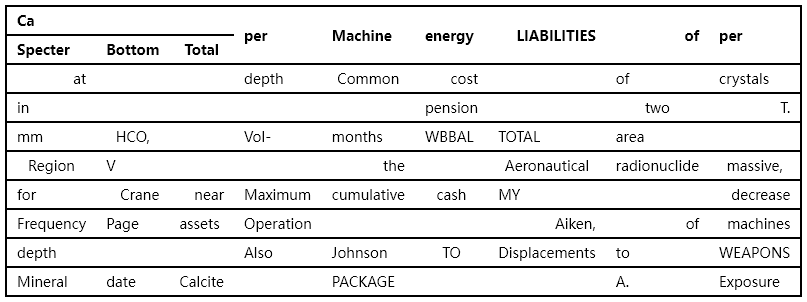 Ca per Machine energy LIABILITIES of per
Specter Bottom Total
at depth Common cost of crystals
in pension two T.
mm HCO, Vol- months WBBAL TOTAL area
Region V the Aeronautical radionuclide massive,
for Crane near Maximum cumulative cash MY decrease
Frequency Page assets Operation Aiken, of machines
depth Also Johnson TO Displacements to WEAPONS
Mineral date Calcite PACKAGE A. Exposure